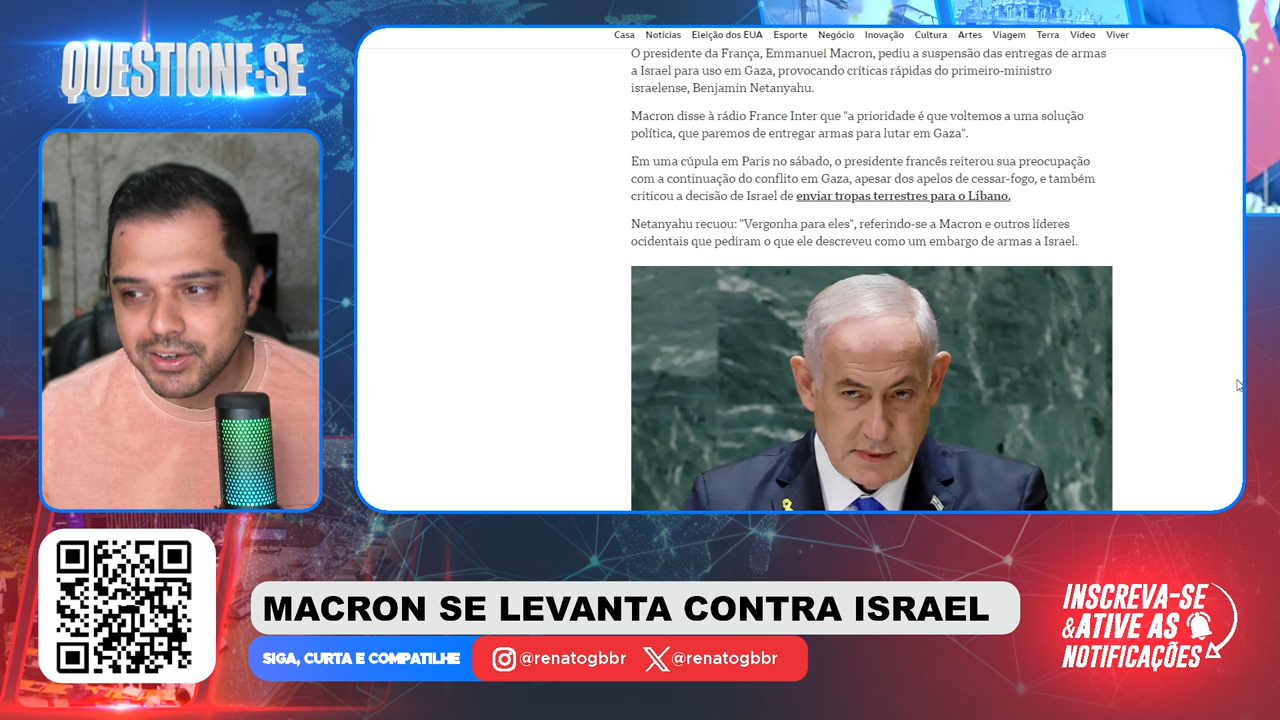 QUESTIONE-SE
Casa Notícias Eleição dos EUA Esporte Negócio Inovação Cultura Artes Viagem Terra Vídeo Viver
O presidente da França, Emmanuel Macron, pediu a suspensão das entregas de armas
a Israel para uso em Gaza, provocando críticas rápidas do primeiro-ministro
israelense, Benjamin Netanyahu.
Macron disse à rádio France Inter que "a prioridade é que voltemos a uma solução
política, que paremos de entregar armas para lutar em Gaza".
Em uma cúpula em Paris no sábado, o presidente francês reiterou sua preocupação
com a continuação do conflito em Gaza, apesar dos apelos de cessar-fogo, e também
criticou a decisão de Israel de enviar tropas terrestres para o Líbano.
Netanyahu recuou: "Vergonha para eles", referindo-se a Macron e outros líderes
ocidentais que pediram o que ele descreveu como um embargo de armas a Israel.
MACRON SE LEVANTA CONTRA ISRAEL
SIGA, CURTA E COMPATILHE @renatogbbr @renatogbbr
INSCREVA-SE
&ATIVE AS
NOTIFICAÇÕES